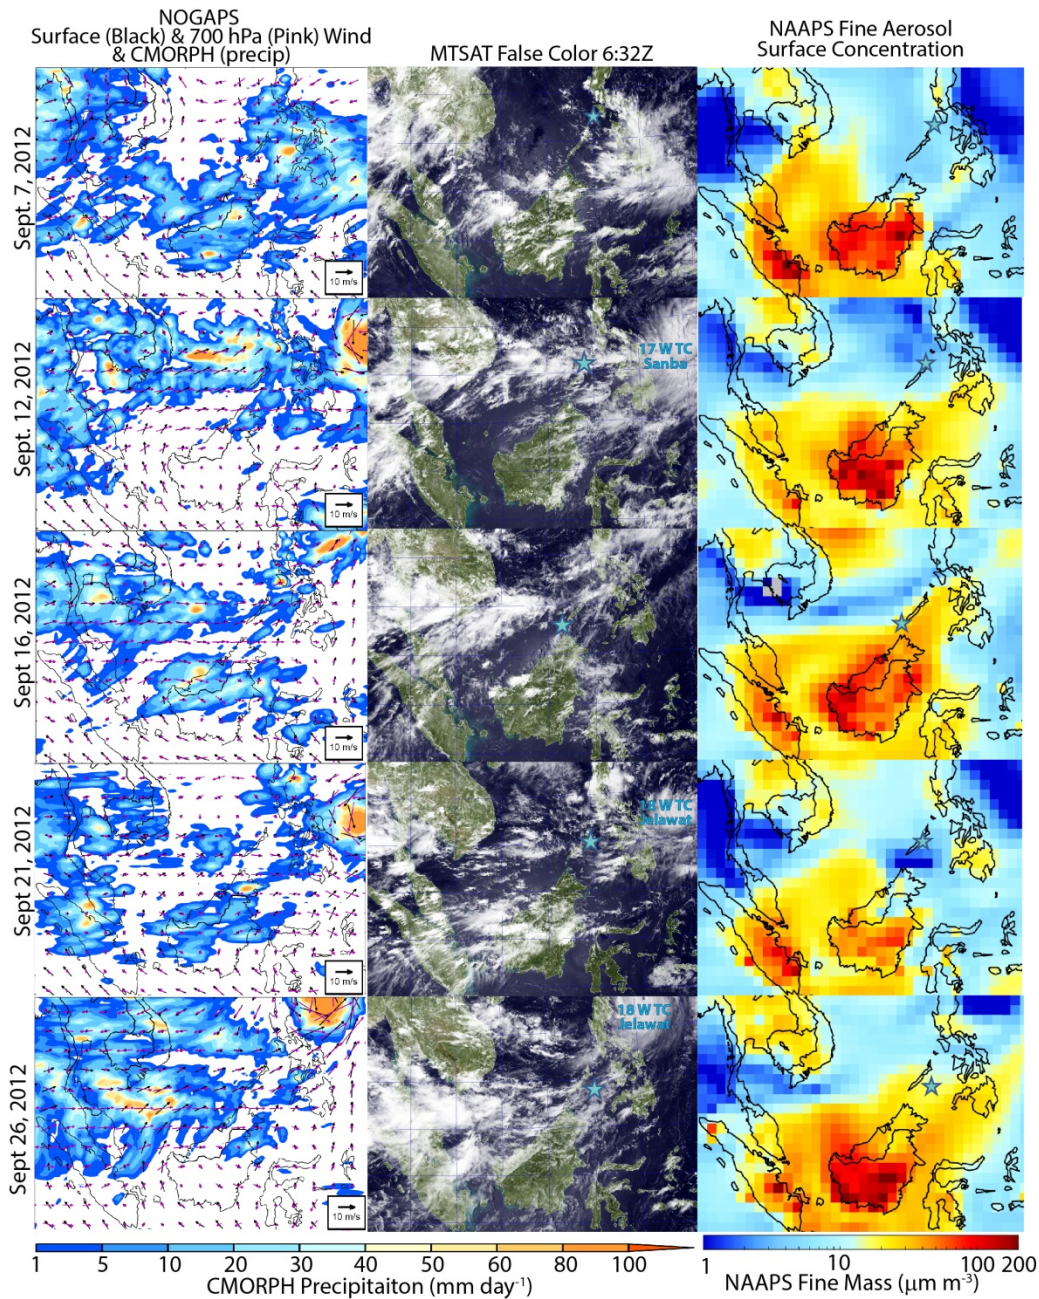 NOGAPS
Surface (Black) & 700 hPa (Pink) Wind
& CMORPH (precip)
MTSAT False Color 6:32Z
NAAPS Fine Aerosol
Surface Concentration
Sept. 7, 2012
10 m/s
Sept. 12, 2012
17 W TC
Sanba
10 m/s
Sept 16, 2012
10 m/s
Sept 21, 2012
18 W TC
Jelawat
10 m/s
Sept 26, 2012
18 W TC
Jelawat
10 m/s
1 5 10 20 30 40 60 80 100
CMORPH Precipitaiton (mm day⁻¹)
1 10 100 200
NAAPS Fine Mass (μm m⁻³)